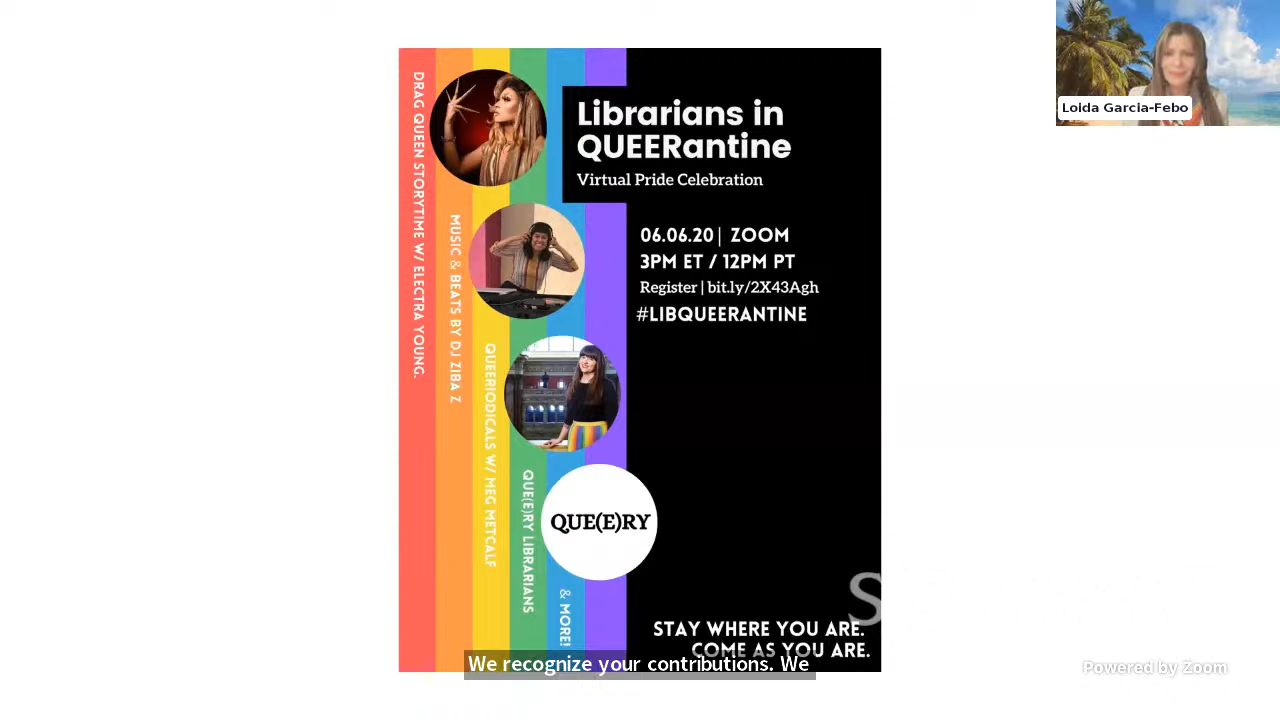 Loida Garcia-Febo
Librarians in
QUEERantine
Virtual Pride Celebration
06.06.20| ZOOM
3PM ET / 12PM PT
Register | bit.ly/2X43Agh
#LIBQUEERANTINE
DRAG QUEEN STORYTIME W/ ELECTRA YOUNG.
MUSIC & BEATS BY DJ ZIBA Z
QUEERIODICALS W/ MEG METCALF
QUE(E)RY LIBRARIANS
& MORE!
QUE(E)RY
S
STAY WHERE YOU ARE.
COME AS YOU ARE.
We recognize your contributions. We
Powered by Zoom